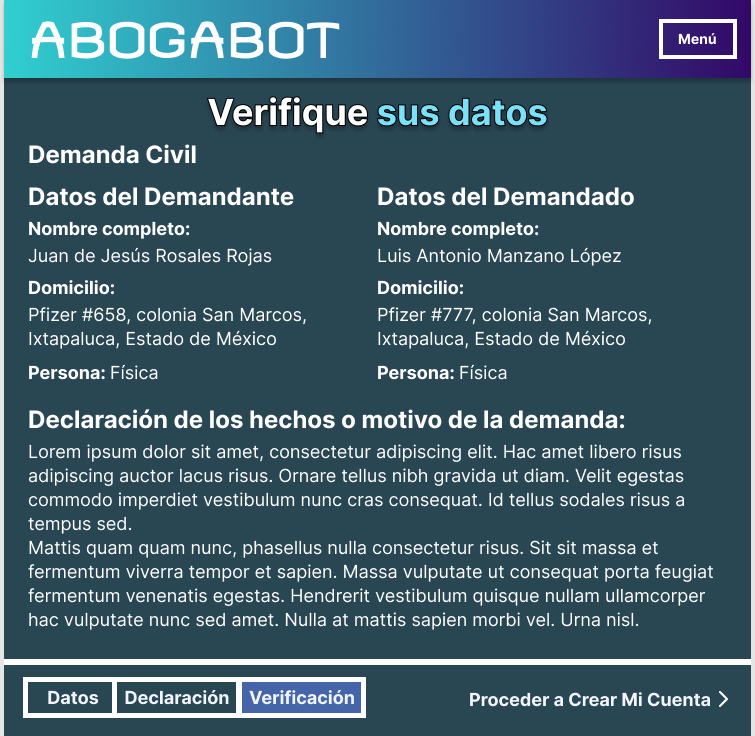 ABOGABOT
Menú
Verifique sus datos
Demanda Civil
Datos del Demandante
Nombre completo:
Juan de Jesús Rosales Rojas
Domicilio:
Pfizer #658, colonia San Marcos,
Ixtapaluca, Estado de México
Persona: Física
Datos del Demandado
Nombre completo:
Luis Antonio Manzano López
Domicilio:
Pfizer #777, colonia San Marcos,
Ixtapaluca, Estado de México
Persona: Física
Declaración de los hechos o motivo de la demanda:
Lorem ipsum dolor sit amet, consectetur adipiscing elit. Hac amet libero risus
adipiscing auctor lacus risus. Ornare tellus nibh gravida ut diam. Velit egestas
commodo imperdiet vestibulum nunc cras consequat. Id tellus sodales risus a
tempus sed.
Mattis quam quam nunc, phasellus nulla consectetur risus. Sit sit massa et
fermentum viverra tempor et sapien. Massa vulputate ut consequat porta feugiat
fermentum venenatis egestas. Hendrerit vestibulum quisque nullam ullamcorper
hac vulputate nunc sed amet. Nulla at mattis sapien morbi vel. Urna nisl.
Datos
Declaración
Verificación
Proceder a Crear Mi Cuenta